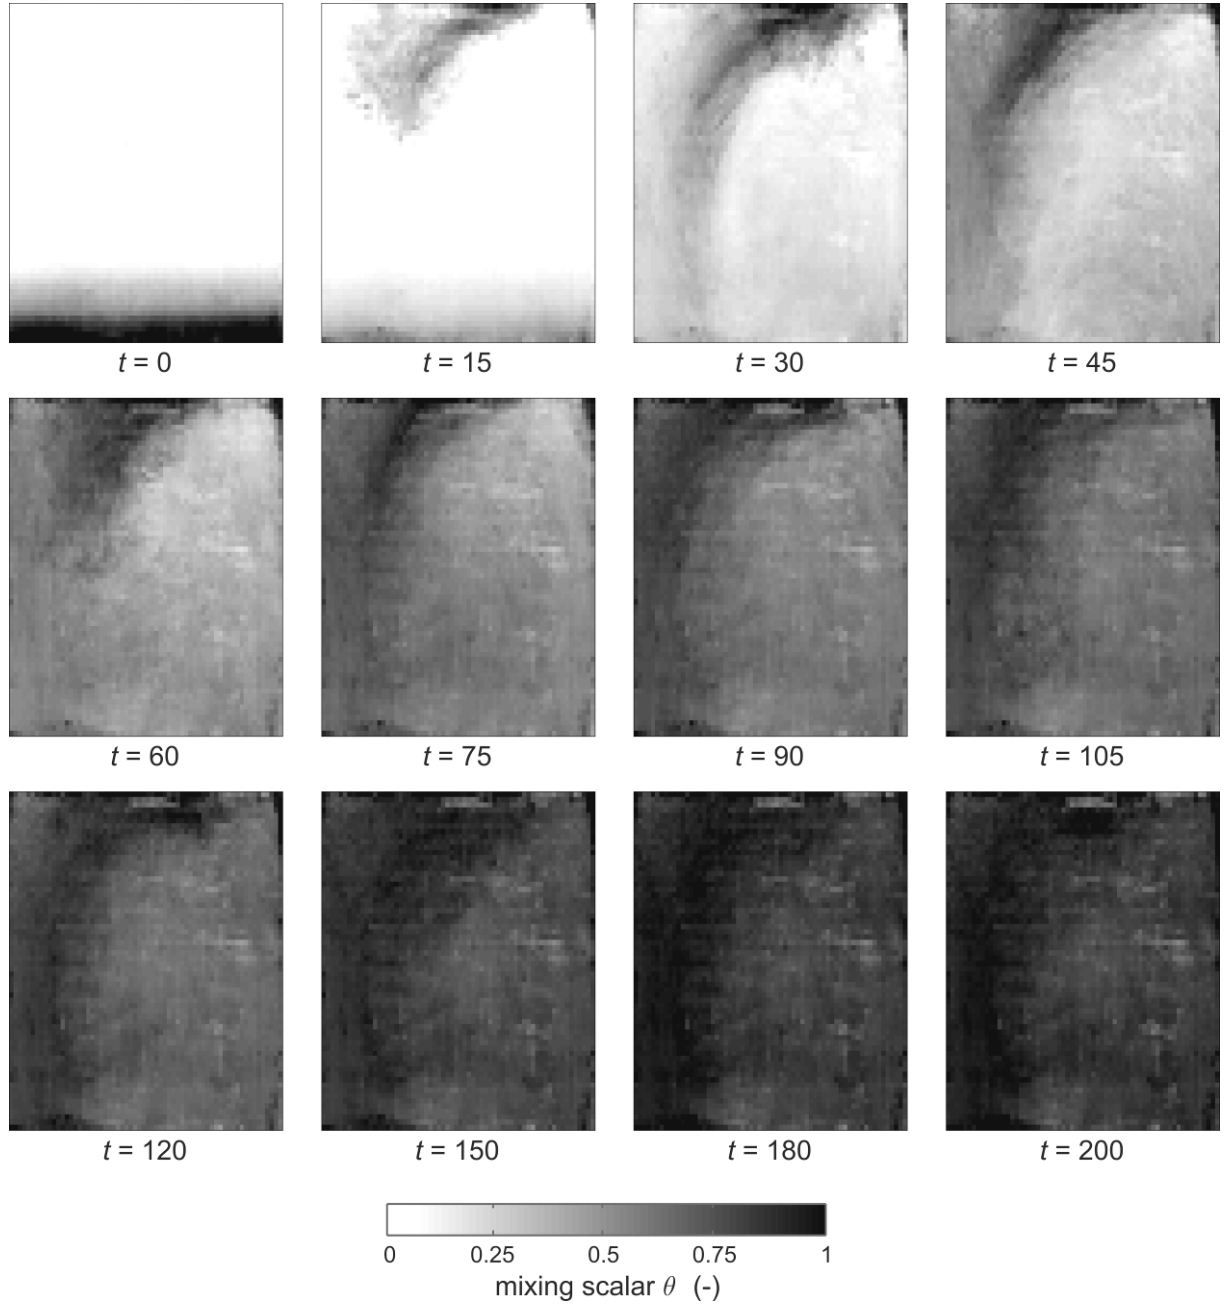 t = 0
t = 15
t = 30
t = 45
t = 60
t = 75
t = 90
t = 105
t = 120
t = 150
t = 180
t = 200
0 0.25 0.5 0.75 1
mixing scalar θ (-)